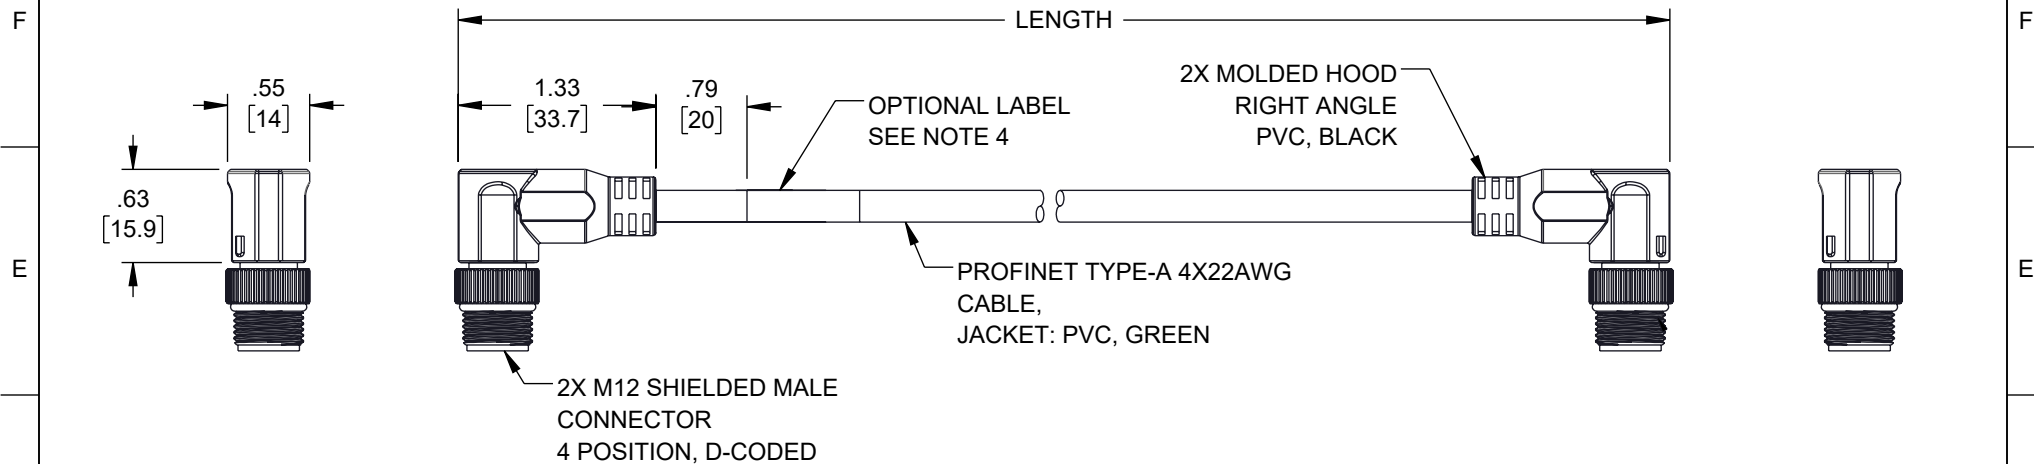 F
LENGTH
F
.55
[14]
1.33
[33.7]
.79
[20]
OPTIONAL LABEL
SEE NOTE 4
2X MOLDED HOOD
RIGHT ANGLE
PVC, BLACK
.63
[15.9]
E
PROFINET TYPE-A 4X22AWG
CABLE,
JACKET: PVC, GREEN
E
2X M12 SHIELDED MALE
CONNECTOR
4 POSITION, D-CODED